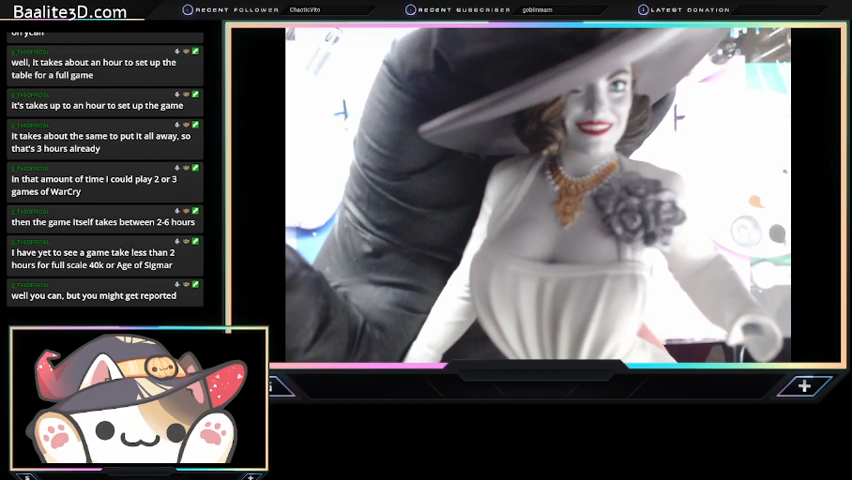 Baalite3D.com
RECENT FOLLOWER
ChaoticVito
RECENT SUBSCRIBER
goblinmam
LATEST DONATION
oh yeah
well, it takes about an hour to set up the
table for a full game
it's takes up to an hour to set up the game
it takes about the same to put it all away, so
that's 3 hours already
in that amount of time I could play 2 or 3
games of WarCry
then the game itself takes between 2-6 hours
I have yet to see a game take less than 2
hours for full scale 40k or Age of Sigmar
well you can, but you might get reported